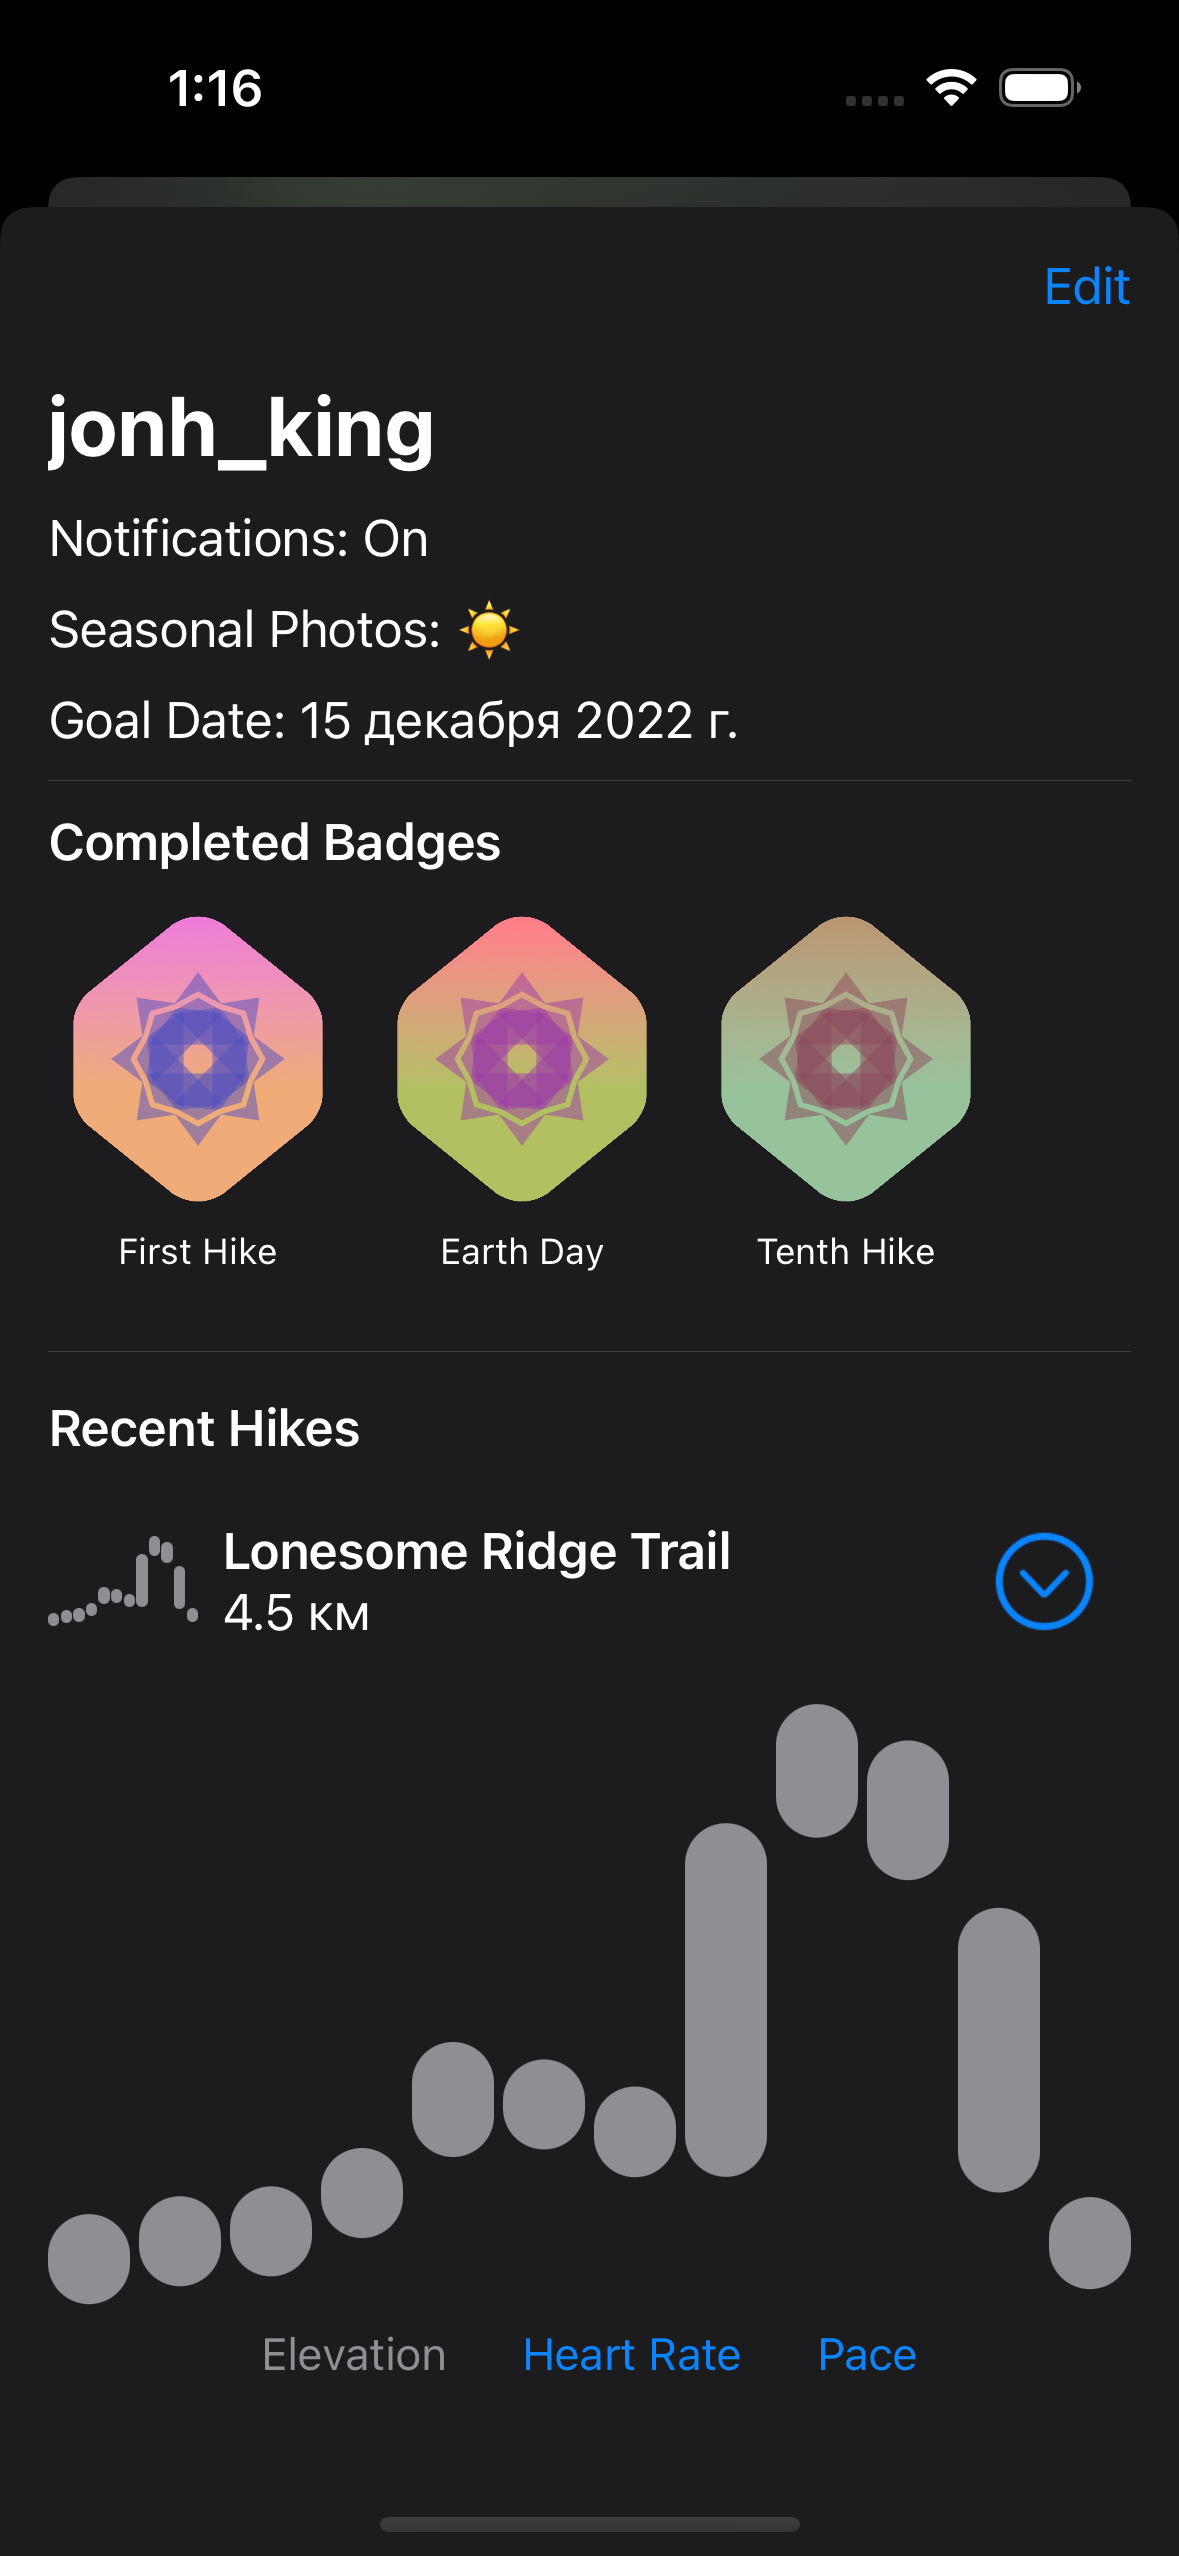 1:16
Edit
jonh_king
Notifications: On
Seasonal Photos: ☀️
Goal Date: 15 декабря 2022 г.
Completed Badges
First Hike
Earth Day
Tenth Hike
Recent Hikes
Lonesome Ridge Trail
4.5 км
Elevation
Heart Rate
Pace